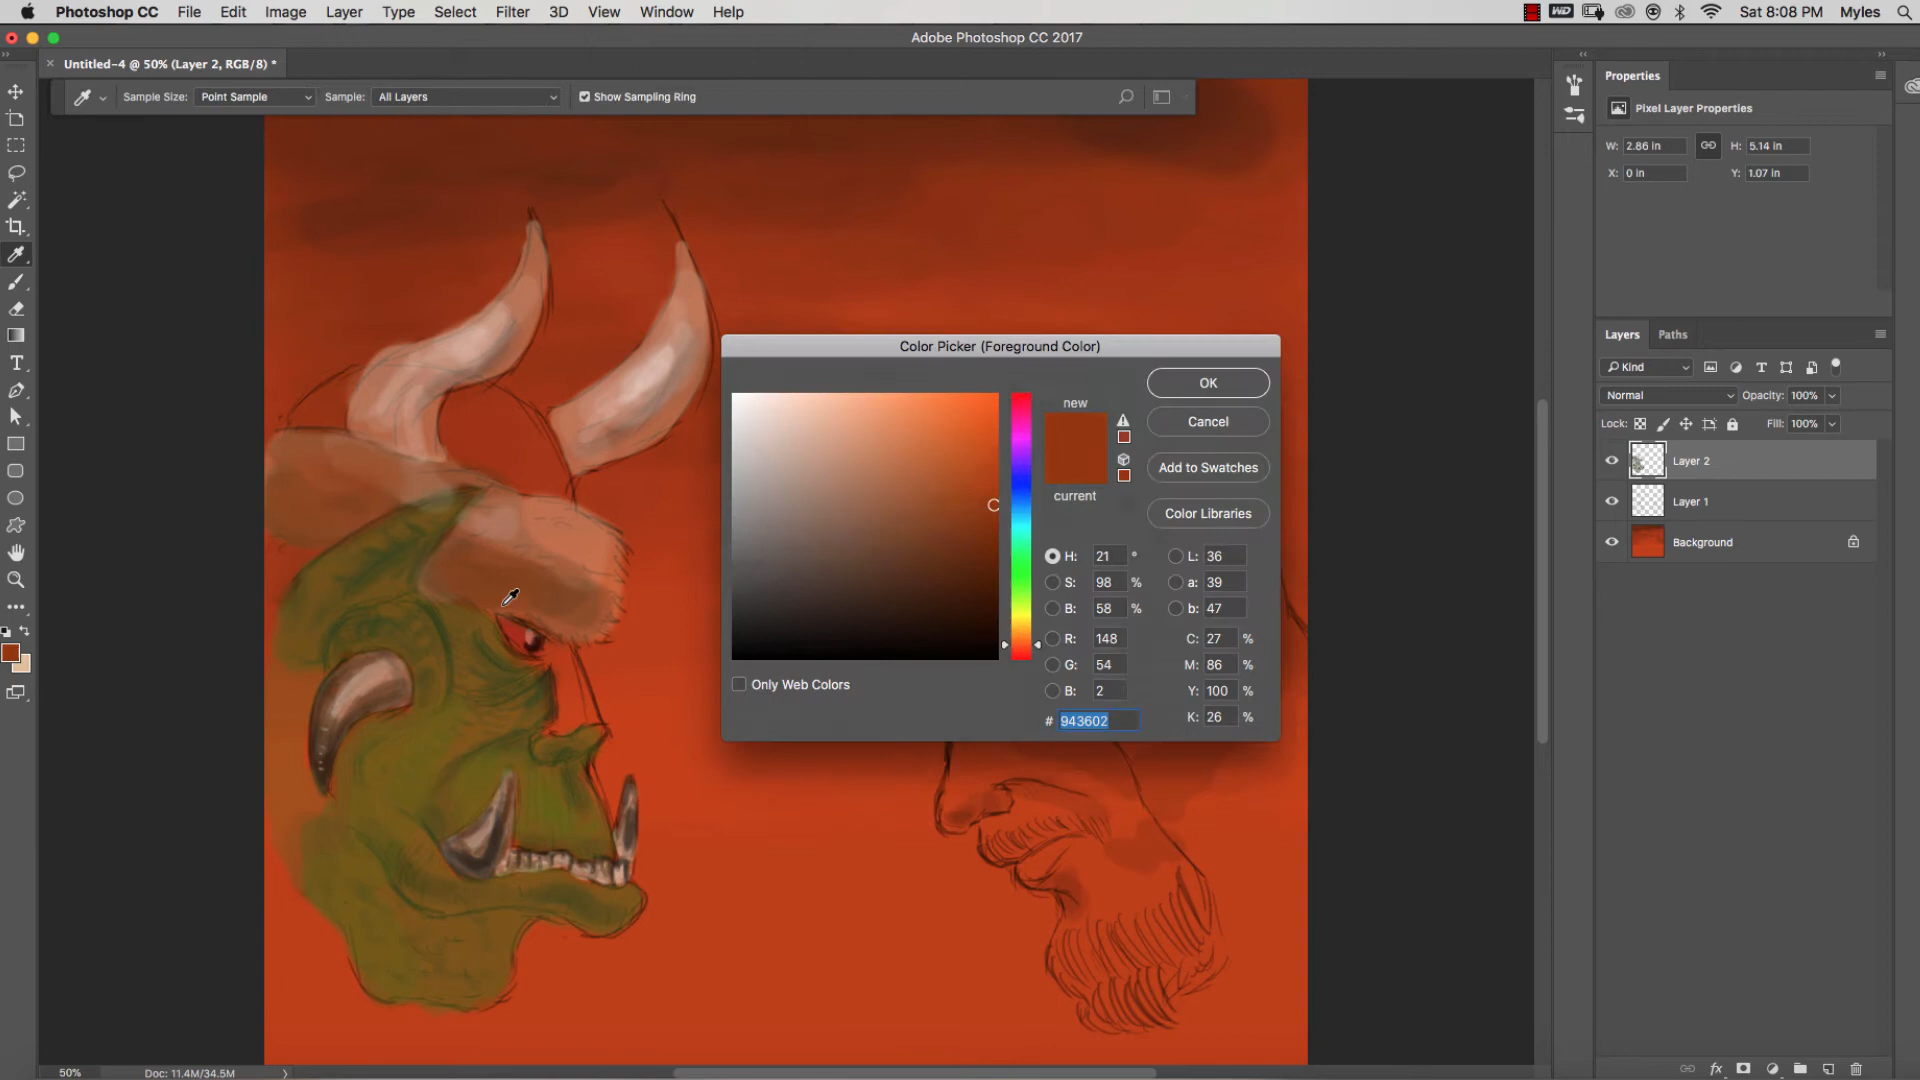 Photoshop CC File Edit Image Layer Type Select Filter 3D View Window Help WD Sat 8:08 PM Myles
Adobe Photoshop CC 2017
Untitled-4 @ 50% (Layer 2, RGB/8) *
Sample Size: Point Sample Sample: All Layers Show Sampling Ring
Properties
Pixel Layer Properties
W: 2.86 in H: 5.14 in
X: 0 in Y: 1.07 in
Color Picker (Foreground Color)
new
current
OK
Cancel
Add to Swatches
Color Libraries
H: 21 ° L: 36
S: 98 % a: 39
B: 58 % b: 47
R: 148 C: 27 %
G: 54 M: 86 %
B: 2 Y: 100 %
# 943602 K: 26 %
Only Web Colors
Layers Paths
Kind
Normal Opacity: 100%
Lock: Fill: 100%
Layer 2
Layer 1
Background
fx
50% Doc: 11.4M/34.5M